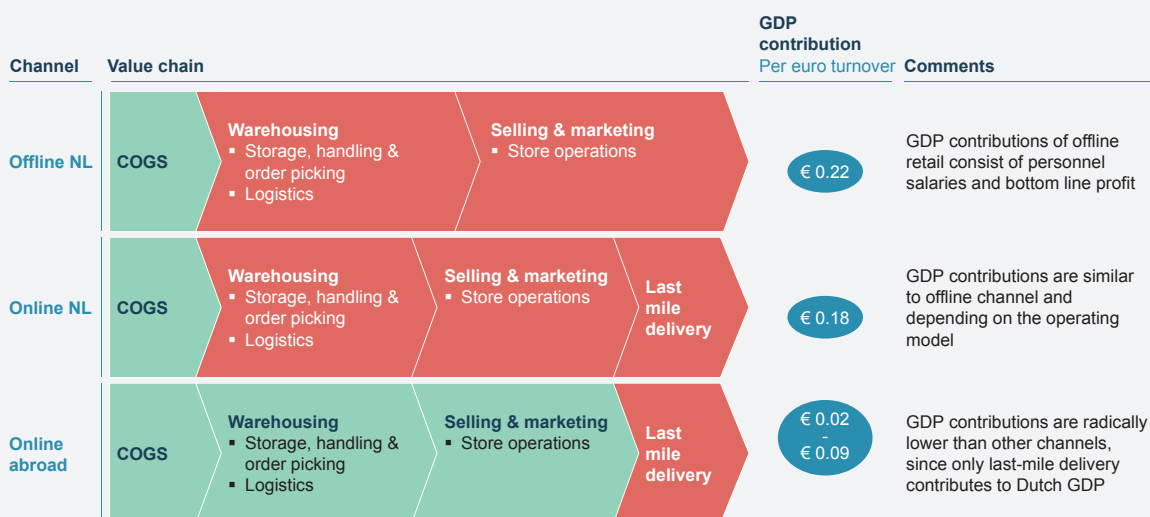 GDP
contribution
Channel
Value chain
Per euro turnover
Comments
Offline NL
COGS
Warehousing
▪ Storage, handling &
order picking
▪ Logistics
Selling & marketing
▪ Store operations
€ 0.22
GDP contributions of offline
retail consist of personnel
salaries and bottom line profit
Online NL
COGS
Warehousing
▪ Storage, handling &
order picking
▪ Logistics
Selling & marketing
▪ Store operations
Last
mile
delivery
€ 0.18
GDP contributions are similar
to offline channel and
depending on the operating
model
Online
abroad
COGS
Warehousing
▪ Storage, handling &
order picking
▪ Logistics
Selling & marketing
▪ Store operations
Last
mile
delivery
€ 0.02
-
€ 0.09
GDP contributions are radically
lower than other channels,
since only last-mile delivery
contributes to Dutch GDP